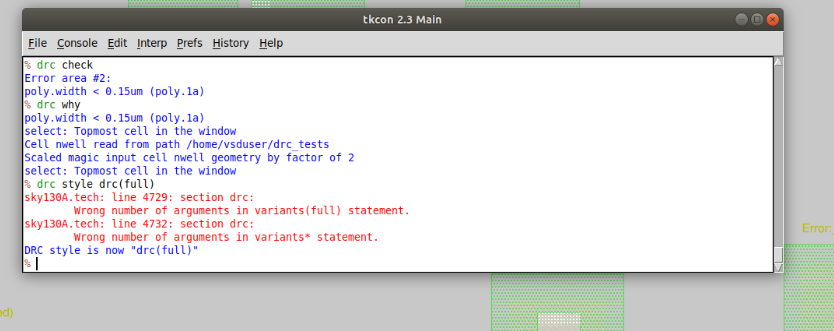 tkcon 2.3 Main
File Console Edit Interp Prefs History Help
% drc check
Error area #2:
poly.width < 0.15um (poly.1a)
% drc why
poly.width < 0.15um (poly.1a)
select: Topmost cell in the window
Cell nwell read from path /home/vsduser/drc_tests
Scaled magic input cell nwell geometry by factor of 2
select: Topmost cell in the window
% drc style drc(full)
sky130A.tech: line 4729: section drc:
        Wrong number of arguments in variants(full) statement.
sky130A.tech: line 4732: section drc:
        Wrong number of arguments in variants* statement.
Error:
DRC style is now "drc(full)"
%
nd)